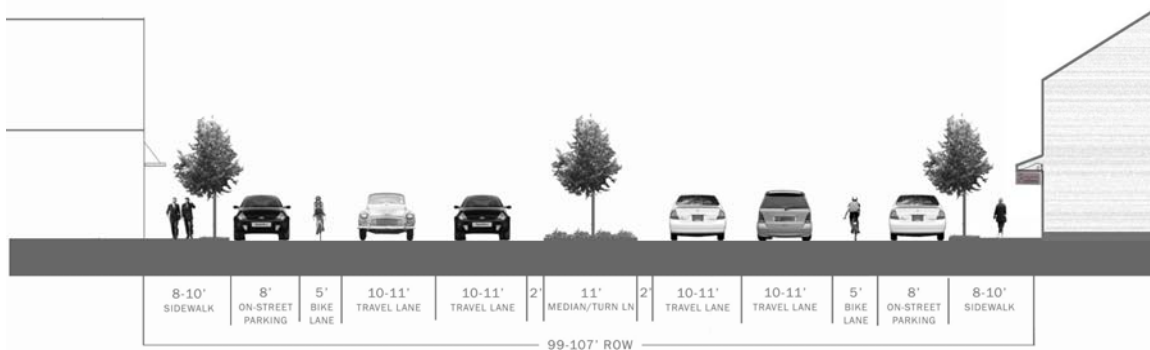 8-10'
SIDEWALK
8'
ON-STREET
PARKING
5'
BIKE
LANE
10-11'
TRAVEL LANE
10-11'
TRAVEL LANE
2'
11'
MEDIAN/TURN LN
2'
10-11'
TRAVEL LANE
10-11'
TRAVEL LANE
5'
BIKE
LANE
8'
ON-STREET
PARKING
8-10'
SIDEWALK
99-107' ROW